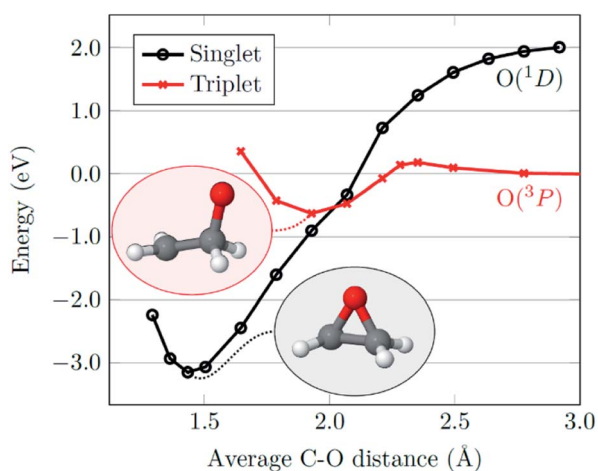 2.0
1.0
0.0
−1.0
−2.0
−3.0
Energy (eV)
Singlet
Triplet
O(¹D)
O(³P)
1.5
2.0
2.5
3.0
Average C-O distance (Å)